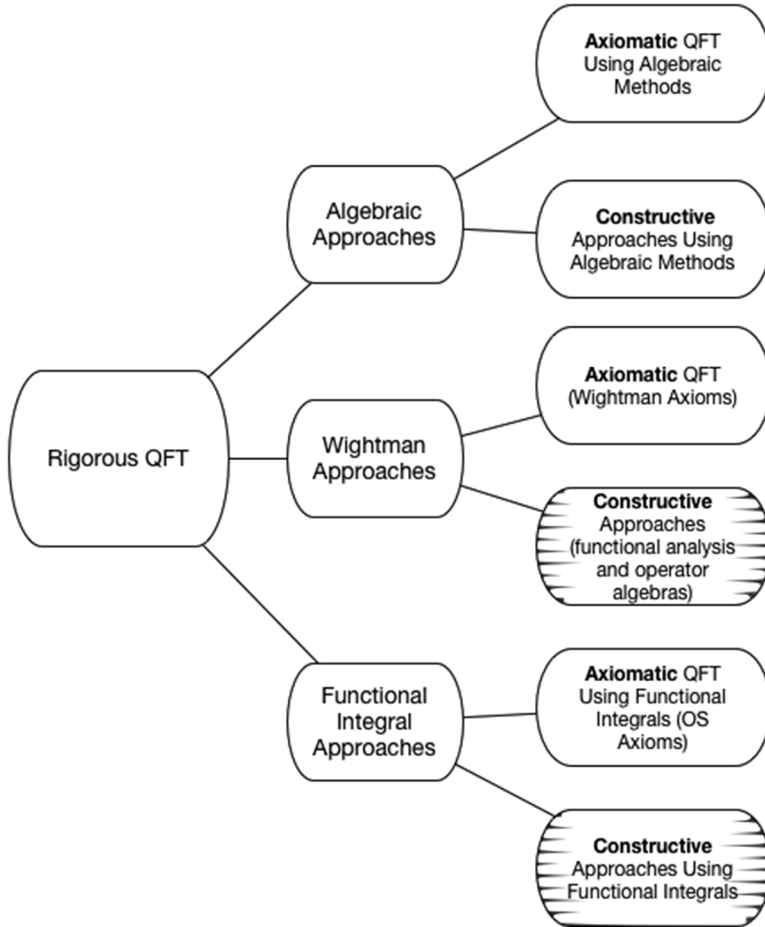 Axiomatic QFT
Using Algebraic
Methods
Algebraic
Approaches
Constructive
Approaches Using
Algebraic Methods
Rigorous QFT
Wightman
Approaches
Axiomatic QFT
(Wightman Axioms)
Constructive
Approaches
(functional analysis
and operator
algebras)
Functional
Integral
Approaches
Axiomatic QFT
Using Functional
Integrals (OS
Axioms)
Constructive
Approaches Using
Functional Integrals